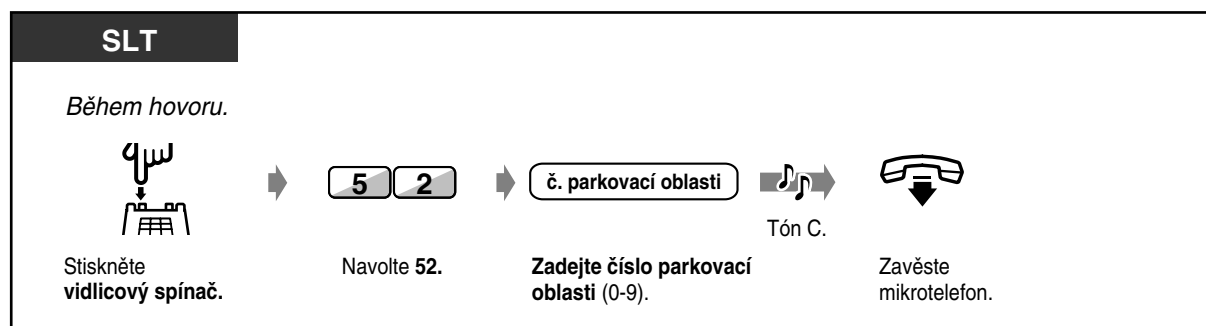 SLT
Během hovoru.
5 2
č. parkovací oblasti
Tón C.
Stiskněte
vidlicový spínač.
Navolte 52.
Zadejte číslo parkovací
oblasti (0-9).
Zavěste
mikrotelefon.